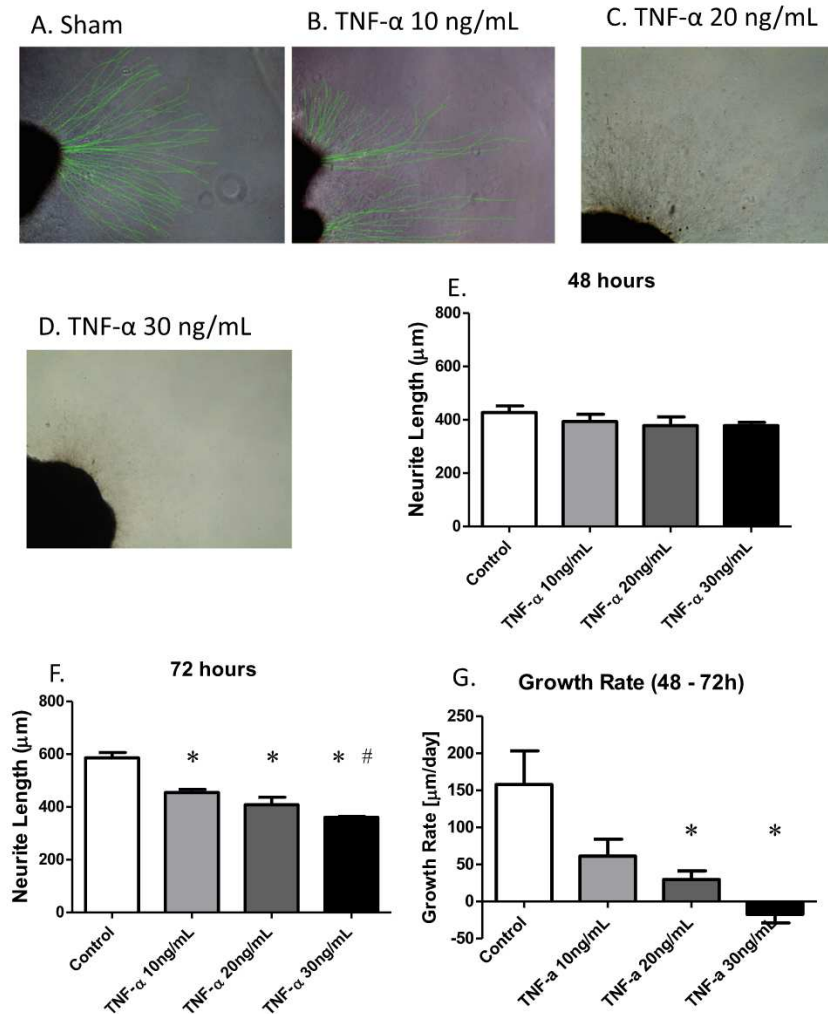 A. Sham
B. TNF-α 10 ng/mL
C. TNF-α 20 ng/mL
D. TNF-α 30 ng/mL
E.
48 hours
Neurite Length (μm)
800
600
400
200
0
Control
TNF-α 10ng/mL
TNF-α 20ng/mL
TNF-α 30ng/mL
F.
72 hours
Neurite Length (μm)
800
600
400
200
0
* * * #
Control
TNF-α 10ng/mL
TNF-α 20ng/mL
TNF-α 30ng/mL
G.
Growth Rate (48 - 72h)
Growth Rate [μm/day]
250
200
150
100
50
0
-50
* *
Control
TNF-a 10ng/mL
TNF-a 20ng/mL
TNF-a 30ng/mL